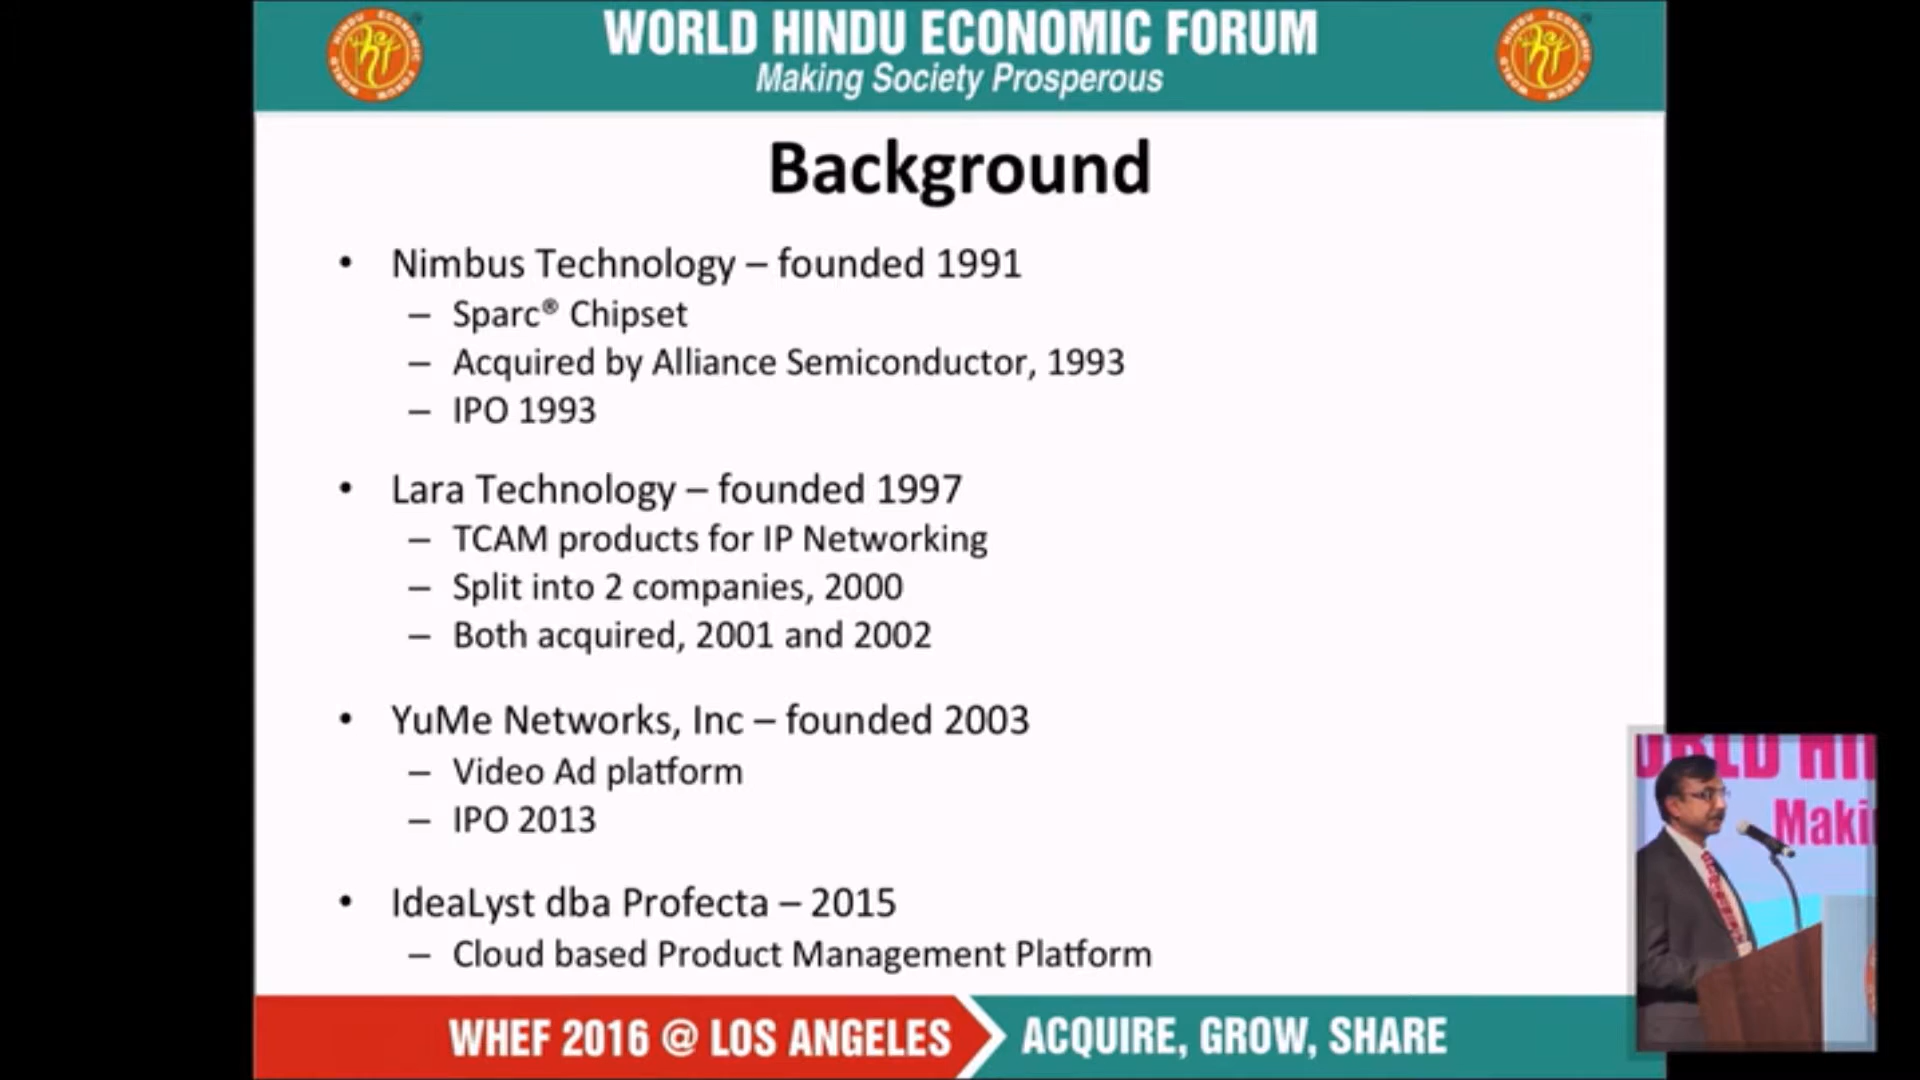 WORLD HINDU ECONOMIC FORUM
Making Society Prosperous
Background
• Nimbus Technology – founded 1991
– Sparc® Chipset
– Acquired by Alliance Semiconductor, 1993
– IPO 1993
• Lara Technology – founded 1997
– TCAM products for IP Networking
– Split into 2 companies, 2000
– Both acquired, 2001 and 2002
• YuMe Networks, Inc – founded 2003
– Video Ad platform
– IPO 2013
• IdeaLyst dba Profecta – 2015
– Cloud based Product Management Platform
WHEF 2016 @ LOS ANGELES
ACQUIRE, GROW, SHARE